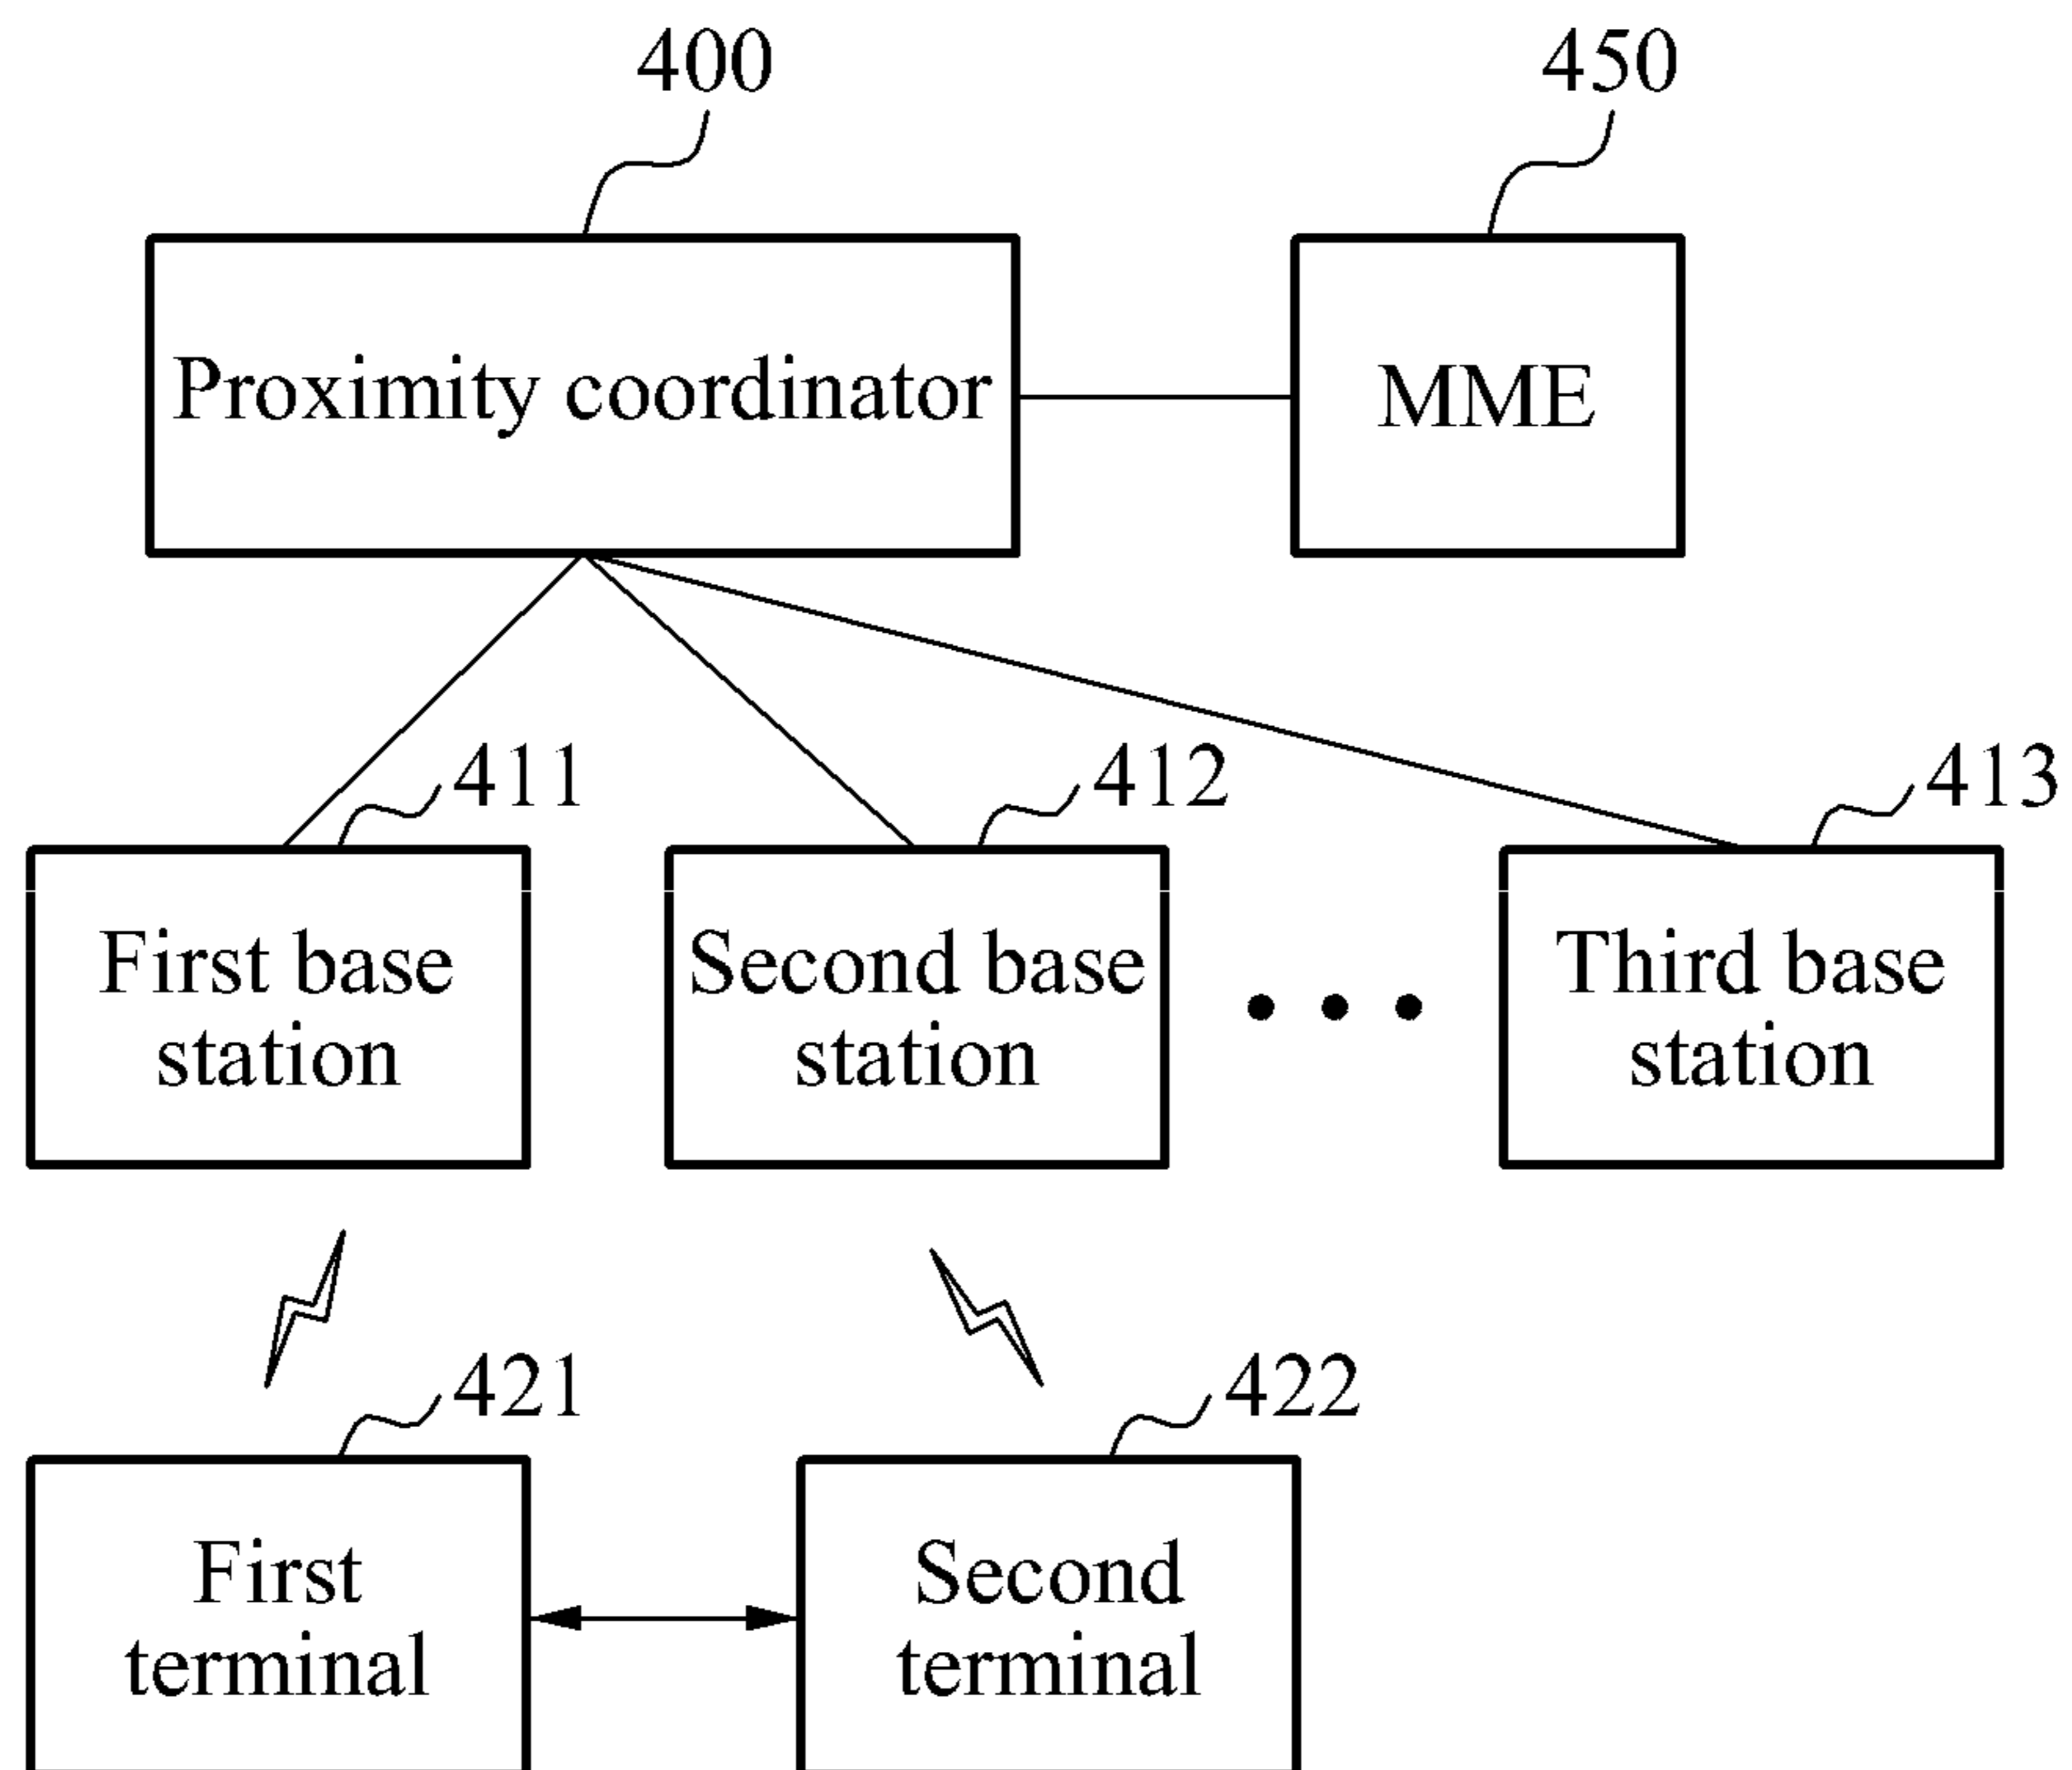 400
450
Proximity coordinator
MME
411
412
413
First base
station
Second base
station
Third base
station
421
422
First
terminal
Second
terminal